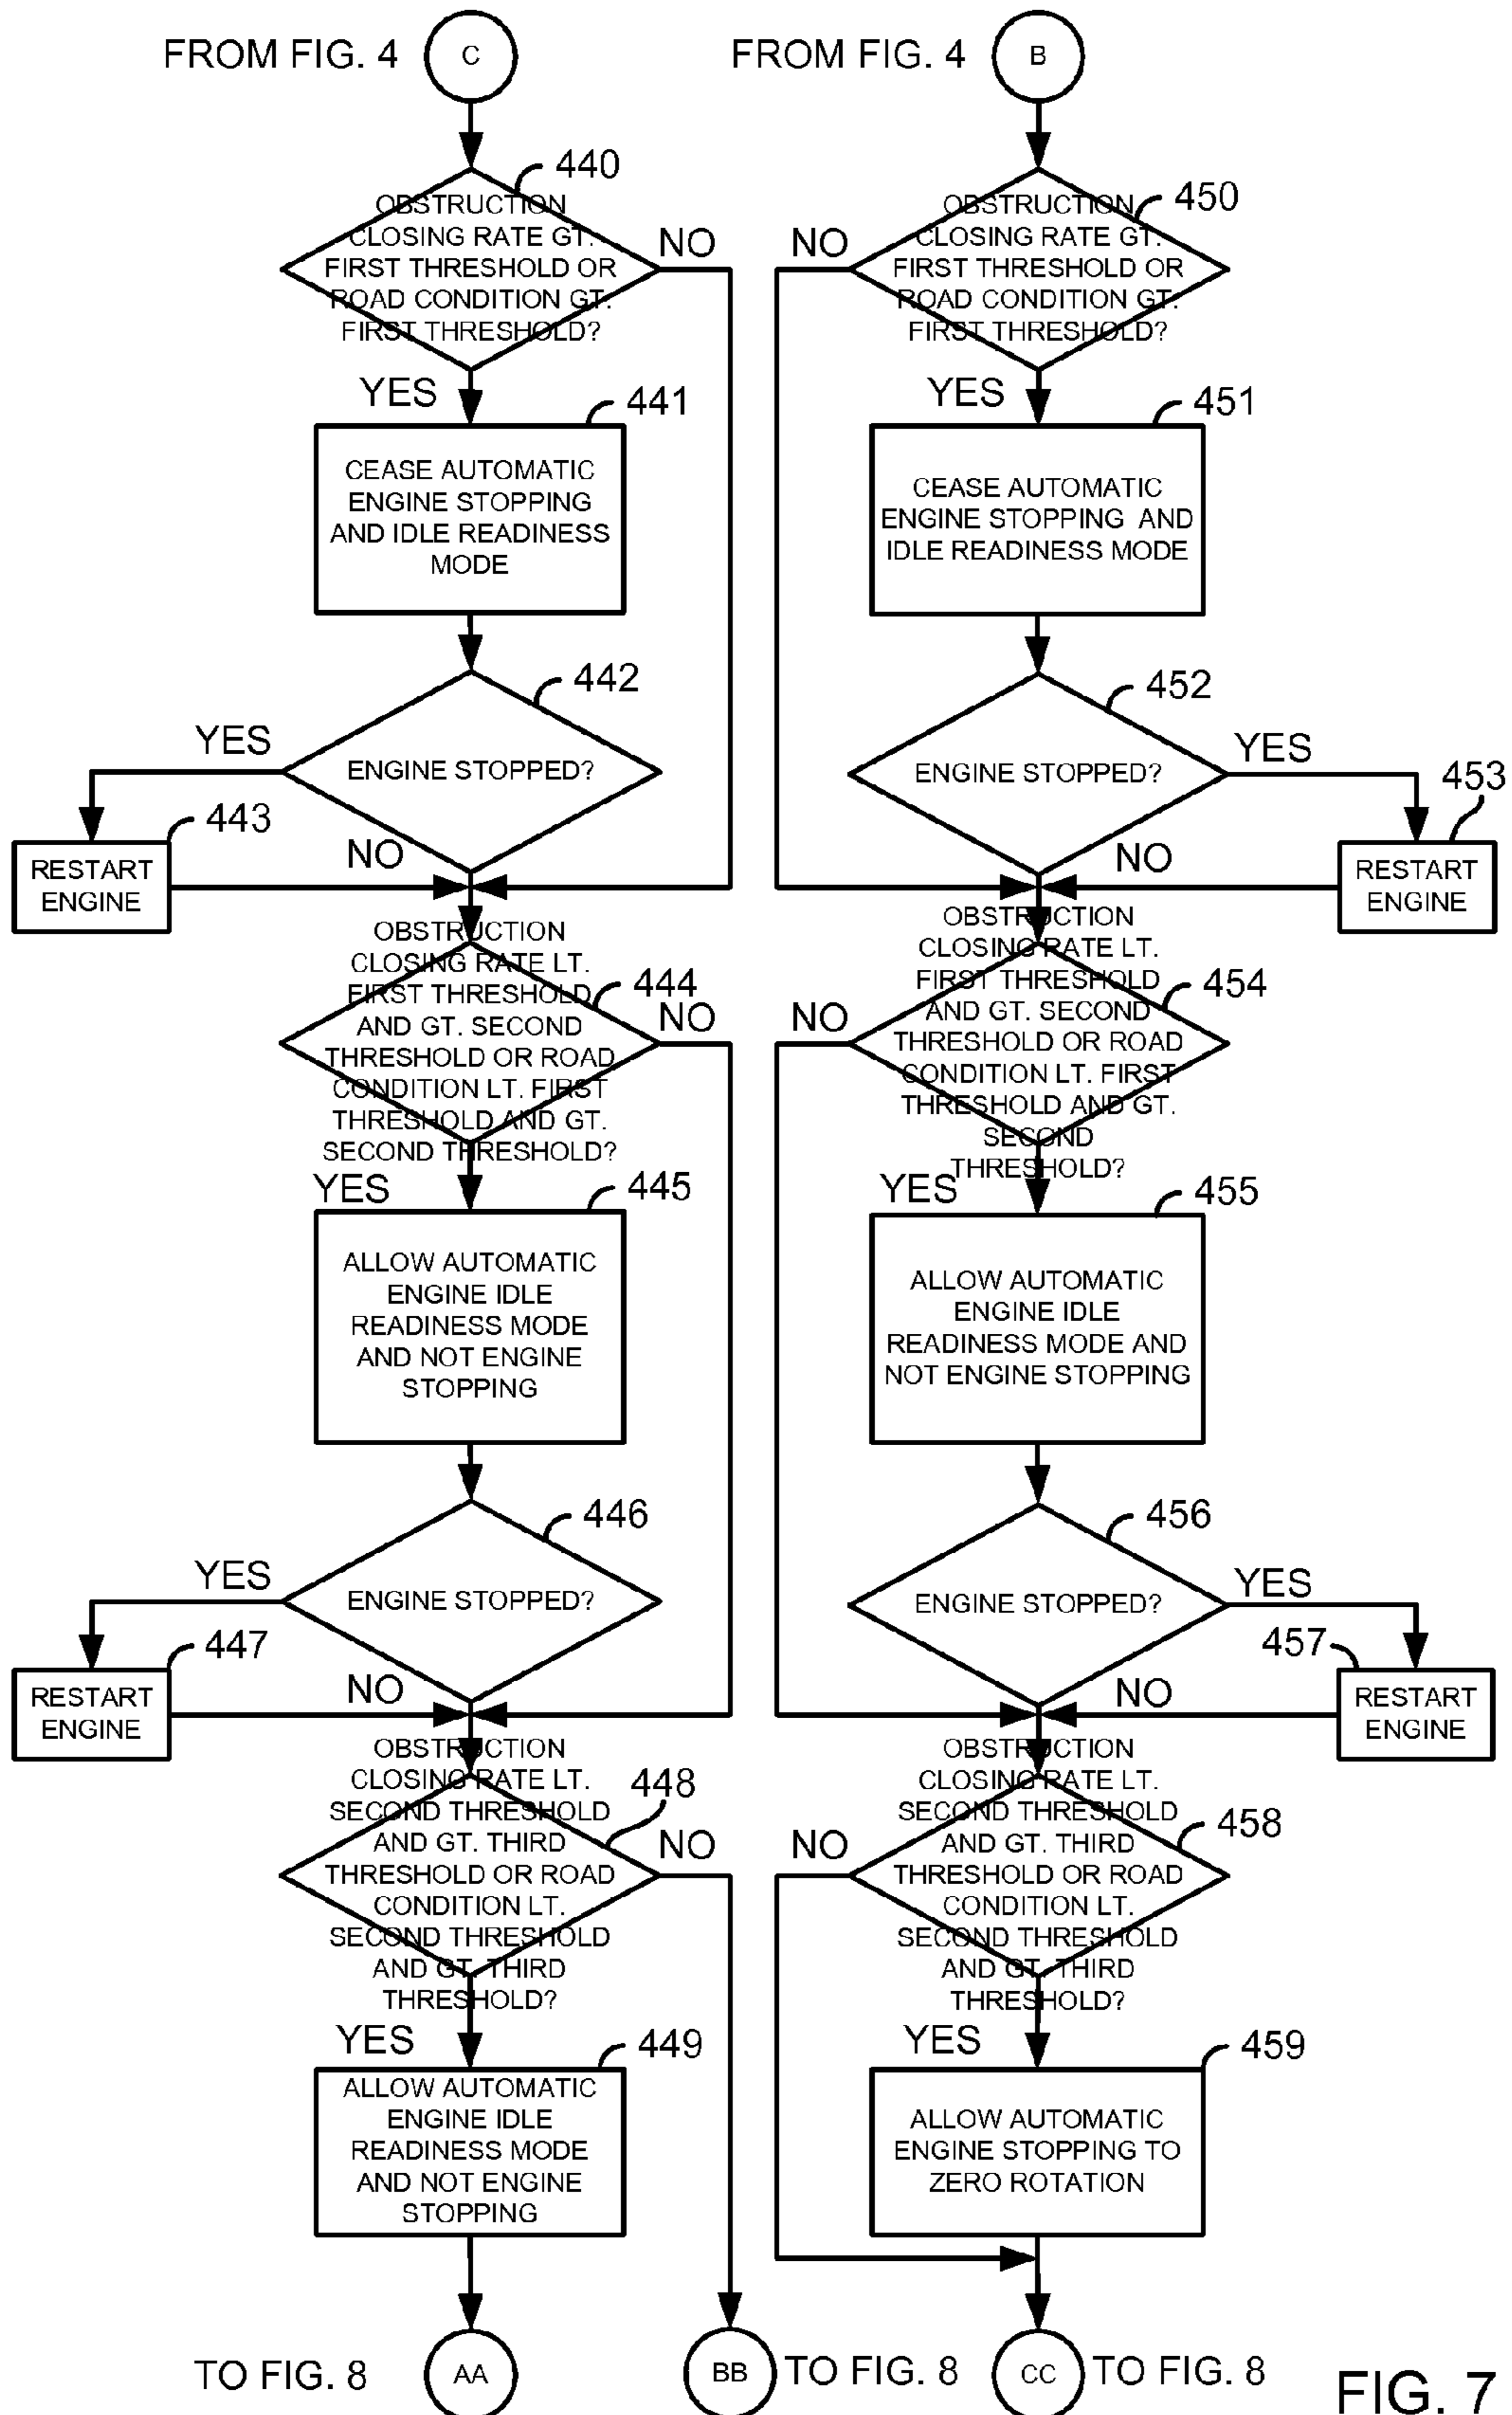 FROM FIG. 4
C
440
OBSTRUCTION
CLOSING RATE GT.
FIRST THRESHOLD OR
ROAD CONDITION GT.
FIRST THRESHOLD?
NO
YES
441
CEASE AUTOMATIC
ENGINE STOPPING
AND IDLE READINESS
MODE
442
YES
ENGINE STOPPED?
443
RESTART
ENGINE
NO
OBSTRUCTION
CLOSING RATE LT.
FIRST THRESHOLD
AND GT. SECOND
THRESHOLD OR ROAD
CONDITION LT. FIRST
THRESHOLD AND GT.
SECOND THRESHOLD?
444
NO
YES
445
ALLOW AUTOMATIC
ENGINE IDLE
READINESS MODE
AND NOT ENGINE
STOPPING
446
YES
ENGINE STOPPED?
447
RESTART
ENGINE
NO
OBSTRUCTION
CLOSING RATE LT.
SECOND THRESHOLD
AND GT. THIRD
THRESHOLD OR ROAD
CONDITION LT.
SECOND THRESHOLD
AND GT. THIRD
THRESHOLD?
448
NO
YES
449
ALLOW AUTOMATIC
ENGINE IDLE
READINESS MODE
AND NOT ENGINE
STOPPING
TO FIG. 8
AA
BB
TO FIG. 8
FROM FIG. 4
B
450
OBSTRUCTION
CLOSING RATE GT.
FIRST THRESHOLD OR
ROAD CONDITION GT.
FIRST THRESHOLD?
NO
YES
451
CEASE AUTOMATIC
ENGINE STOPPING AND
IDLE READINESS MODE
452
ENGINE STOPPED?
YES
453
RESTART
ENGINE
NO
OBSTRUCTION
CLOSING RATE LT.
FIRST THRESHOLD
AND GT. SECOND
THRESHOLD OR ROAD
CONDITION LT. FIRST
THRESHOLD AND GT.
SECOND
THRESHOLD?
454
NO
YES
455
ALLOW AUTOMATIC
ENGINE IDLE
READINESS MODE AND
NOT ENGINE STOPPING
456
ENGINE STOPPED?
YES
457
RESTART
ENGINE
NO
OBSTRUCTION
CLOSING RATE LT.
SECOND THRESHOLD
AND GT. THIRD
THRESHOLD OR ROAD
CONDITION LT.
SECOND THRESHOLD
AND GT. THIRD
THRESHOLD?
458
NO
YES
459
ALLOW AUTOMATIC
ENGINE STOPPING TO
ZERO ROTATION
CC
TO FIG. 8
FIG. 7